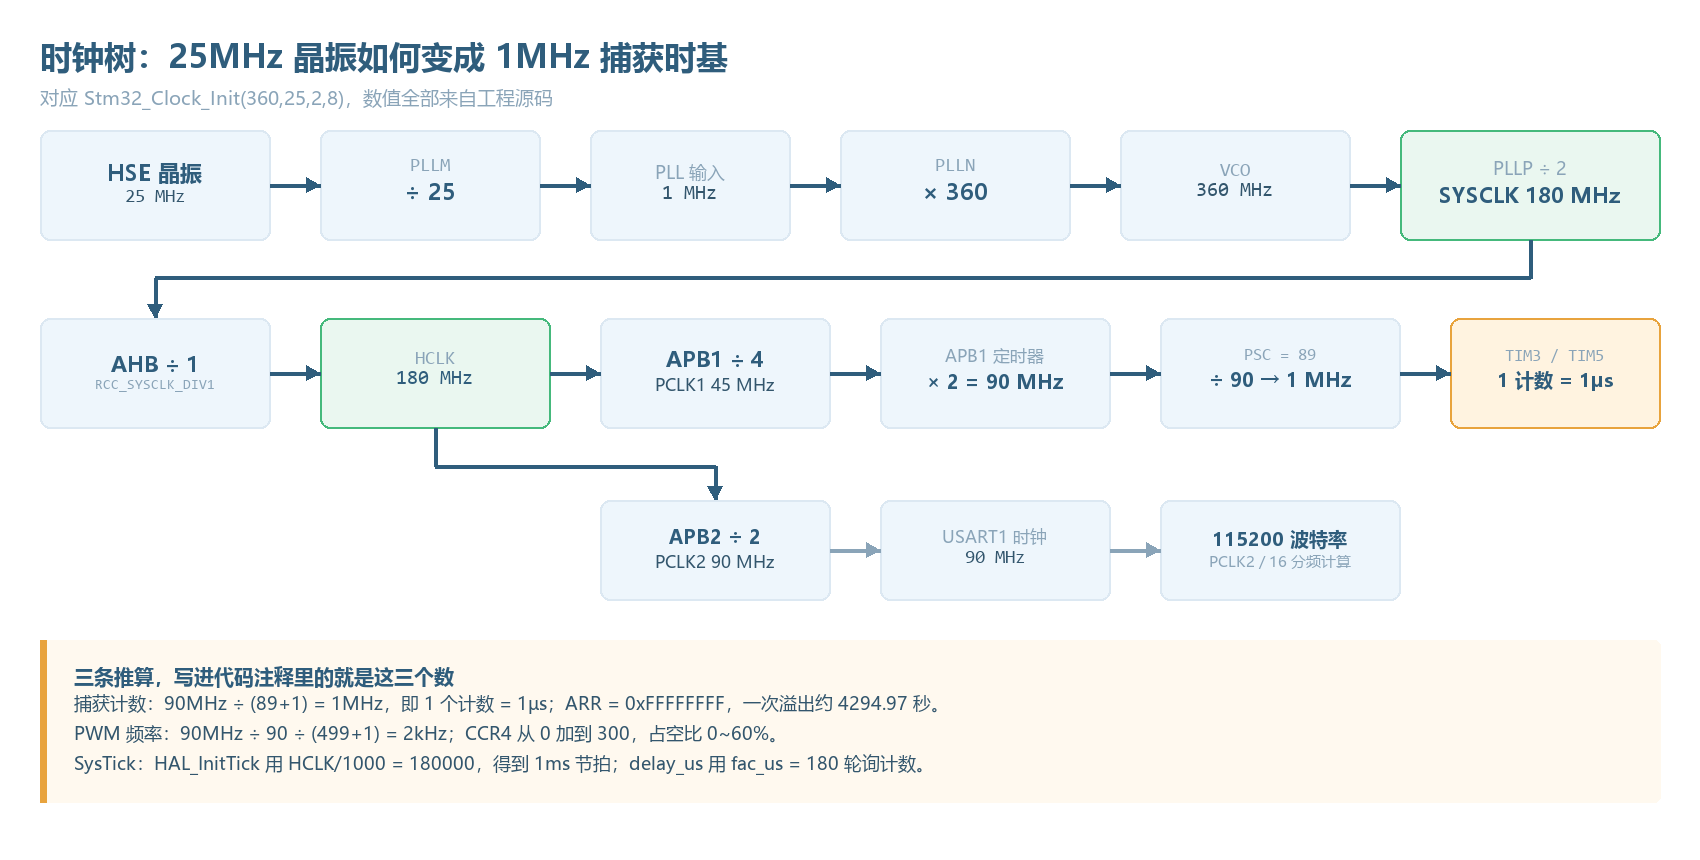 时钟树：25MHz 晶振如何变成 1MHz 捕获时基
对应 Stm32_Clock_Init(360,25,2,8)，数值全部来自工程源码
HSE 晶振
25 MHz
PLLM
÷ 25
PLL 输入
1 MHz
PLLN
× 360
VCO
360 MHz
PLLP ÷ 2
SYSCLK 180 MHz
AHB ÷ 1
RCC_SYSCLK_DIV1
HCLK
180 MHz
APB1 ÷ 4
PCLK1 45 MHz
APB1 定时器
× 2 = 90 MHz
PSC = 89
÷ 90 → 1 MHz
TIM3 / TIM5
1 计数 = 1μs
APB2 ÷ 2
PCLK2 90 MHz
USART1 时钟
90 MHz
115200 波特率
PCLK2 / 16 分频计算
三条推算，写进代码注释里的就是这三个数
捕获计数：90MHz ÷ (89+1) = 1MHz，即 1 个计数 = 1μs；ARR = 0xFFFFFFFF，一次溢出约 4294.97 秒。
PWM 频率：90MHz ÷ 90 ÷ (499+1) = 2kHz；CCR4 从 0 加到 300，占空比 0~60%。
SysTick：HAL_InitTick 用 HCLK/1000 = 180000，得到 1ms 节拍；delay_us 用 fac_us = 180 轮询计数。